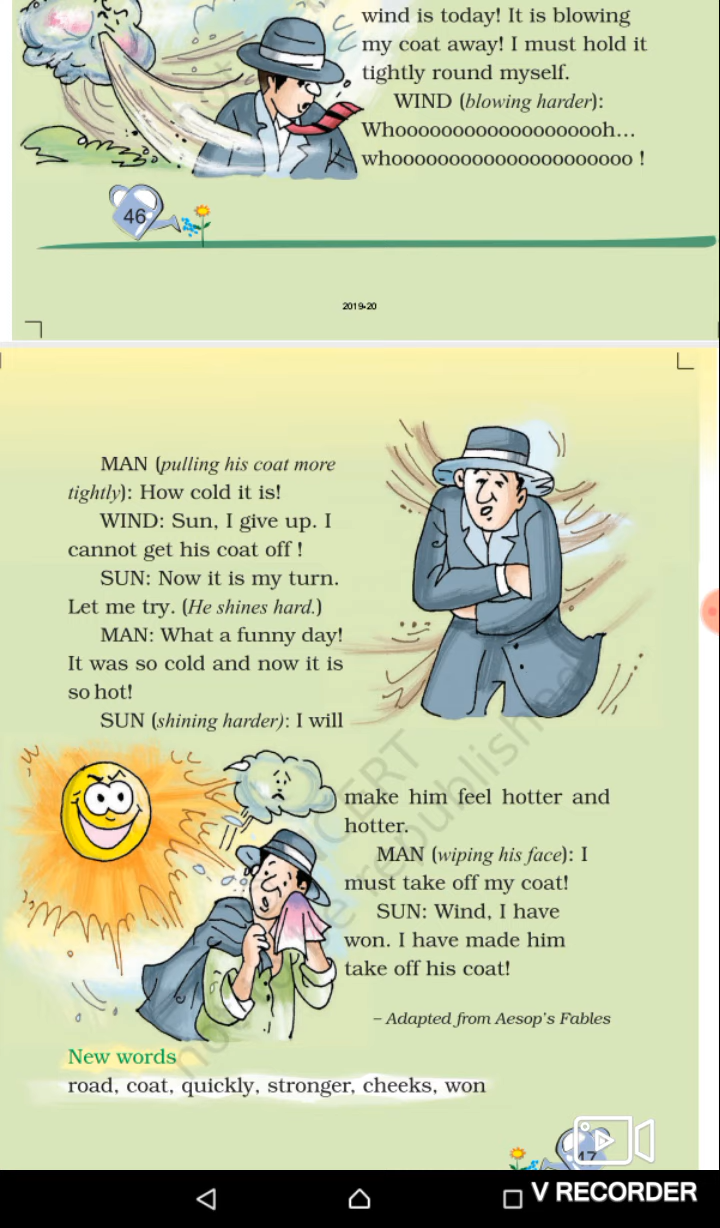 wind is today! It is blowing
my coat away! I must hold it
tightly round myself.
WIND (blowing harder):
Whoooooooooooooooooooh...
whooooooooooooooooooooo !
46
2019-20
MAN (pulling his coat more
tightly): How cold it is!
WIND: Sun, I give up. I
cannot get his coat off !
SUN: Now it is my turn.
Let me try. (He shines hard.)
MAN: What a funny day!
It was so cold and now it is
so hot!
SUN (shining harder): I will
make him feel hotter and
hotter.
MAN (wiping his face): I
must take off my coat!
SUN: Wind, I have
won. I have made him
take off his coat!
– Adapted from Aesop's Fables
New words
road, coat, quickly, stronger, cheeks, won
47
V RECORDER